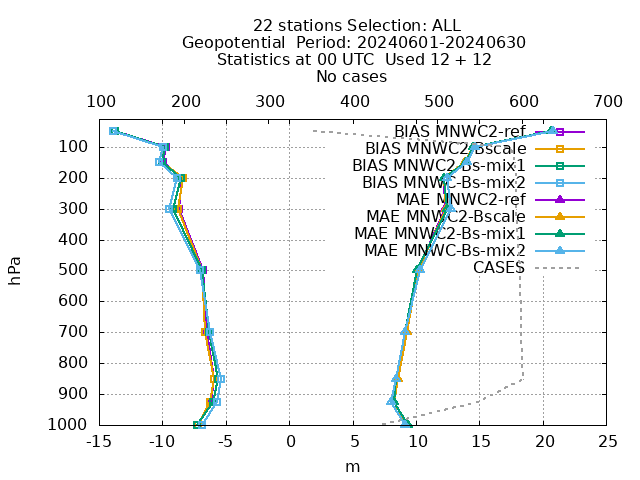 22 stations Selection: ALL
Geopotential  Period: 20240601-20240630
Statistics at 00 UTC  Used 12 + 12
No cases
100 200 300 400 500 600 700
BIAS MNWC2-ref
BIAS MNWC2-Bscale
BIAS MNWC2-Bs-mix1
BIAS MNWC-Bs-mix2
MAE MNWC2-ref
MAE MNWC2-Bscale
MAE MNWC2-Bs-mix1
MAE MNWC-Bs-mix2
CASES
100
200
300
400
500
600
700
800
900
1000
hPa
-15 -10 -5 0 5 10 15 20 25
m